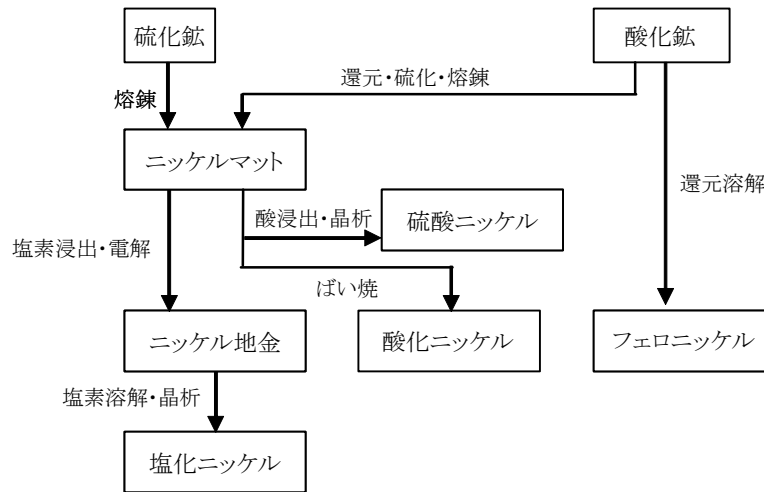 硫化鉱
酸化鉱
還元・硫化・熔錬
熔錬
ニッケルマット
還元溶解
酸浸出・晶析
硫酸ニッケル
塩素浸出・電解
ばい焼
ニッケル地金
酸化ニッケル
フェロニッケル
塩素溶解・晶析
塩化ニッケル